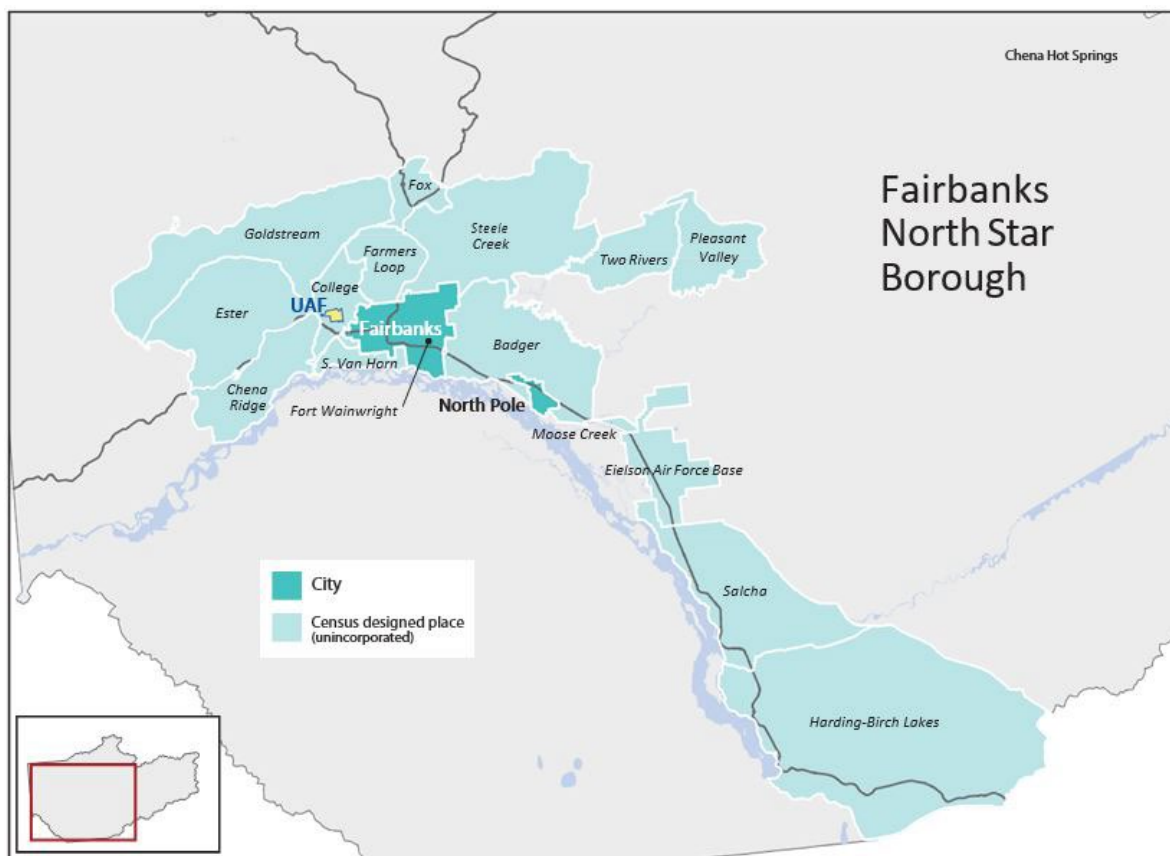 Chena Hot Springs
Fairbanks
North Star
Borough
Fox
Goldstream
Steele
Creek
Farmers
Loop
Two Rivers
Pleasant
Valley
College
UAF
Ester
Fairbanks
Badger
S. Van Horn
Chena
Ridge
Fort Wainwright
North Pole
Moose Creek
Eielson Air Force Base
City
Census designed place
(unincorporated)
Salcha
Harding-Birch Lakes